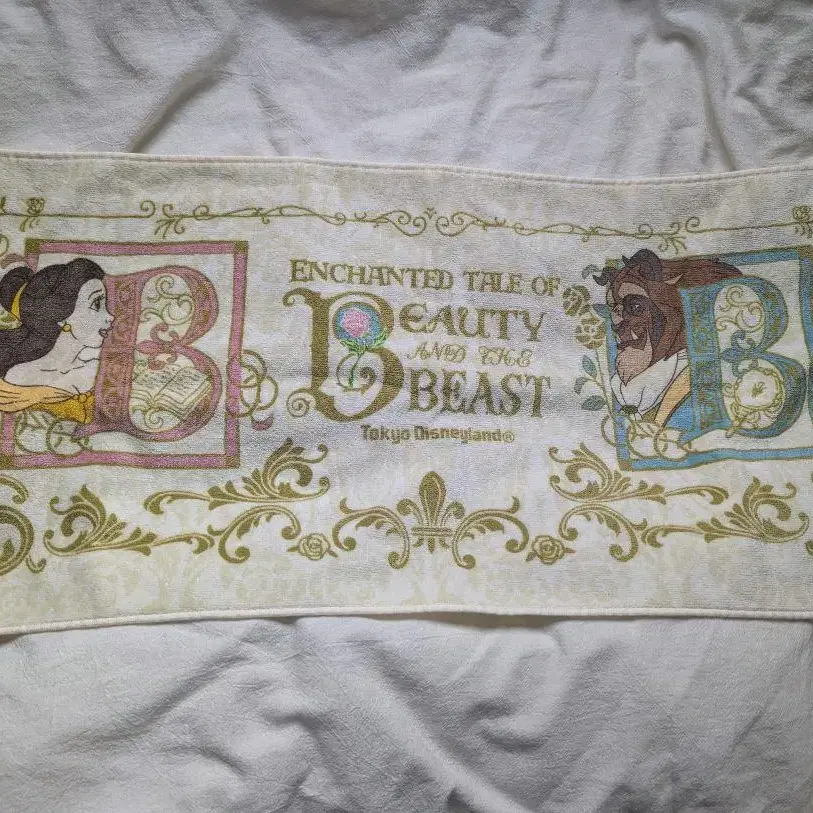 ENCHANTED TALE OF
BEAUTY
AND THE
BEAST
Tokyo Disneyland®
B
B